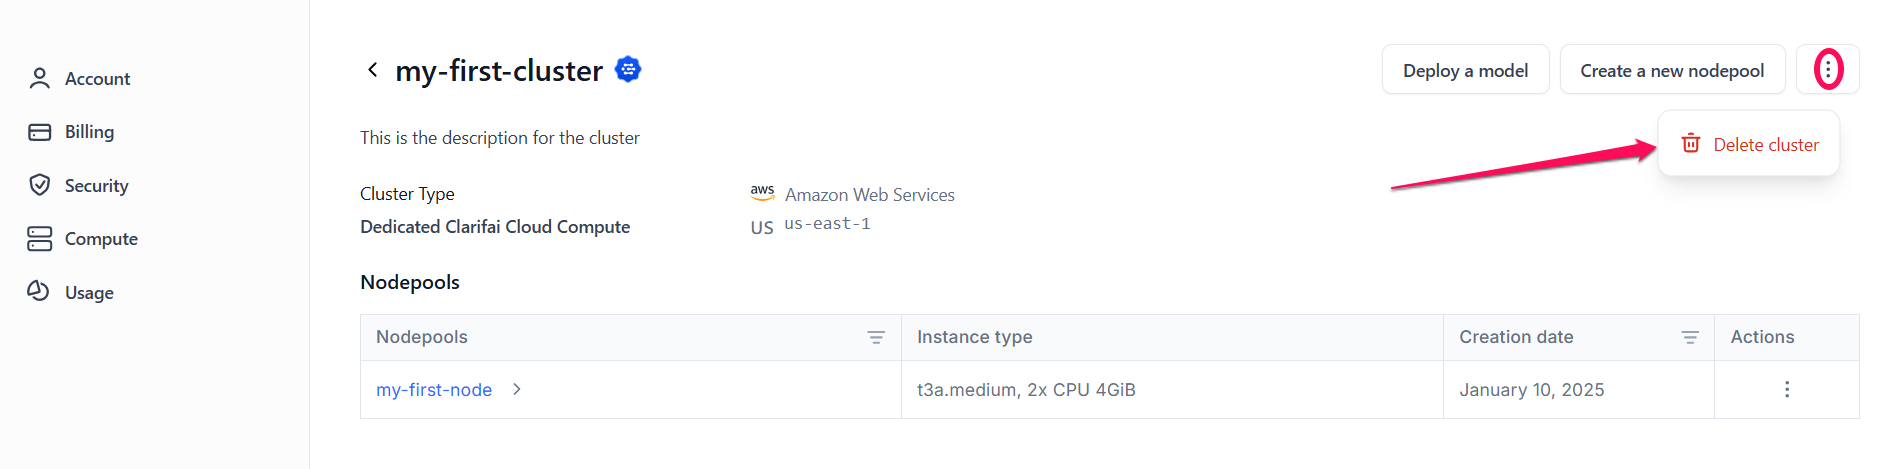 Account
Billing
Security
Compute
Usage
my-first-cluster
Deploy a model
Create a new nodepool
Delete cluster
This is the description for the cluster
Cluster Type
Dedicated Clarifai Cloud Compute
aws Amazon Web Services
US us-east-1
Nodepools
Nodepools Instance type Creation date Actions
my-first-node t3a.medium, 2x CPU 4GiB January 10, 2025